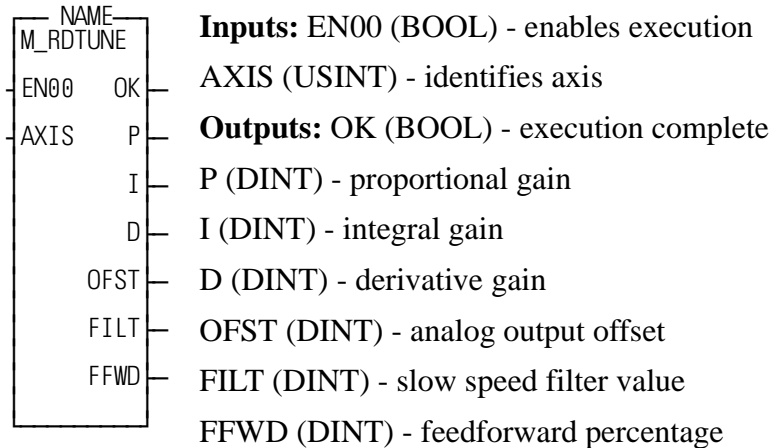 NAME
M_RDTUNE
EN00 OK
AXIS P
I
D
OFST
FILT
FFWD
Inputs: EN00 (BOOL) - enables execution
AXIS (USINT) - identifies axis
Outputs: OK (BOOL) - execution complete
P (DINT) - proportional gain
I (DINT) - integral gain
D (DINT) - derivative gain
OFST (DINT) - analog output offset
FILT (DINT) - slow speed filter value
FFWD (DINT) - feedforward percentage